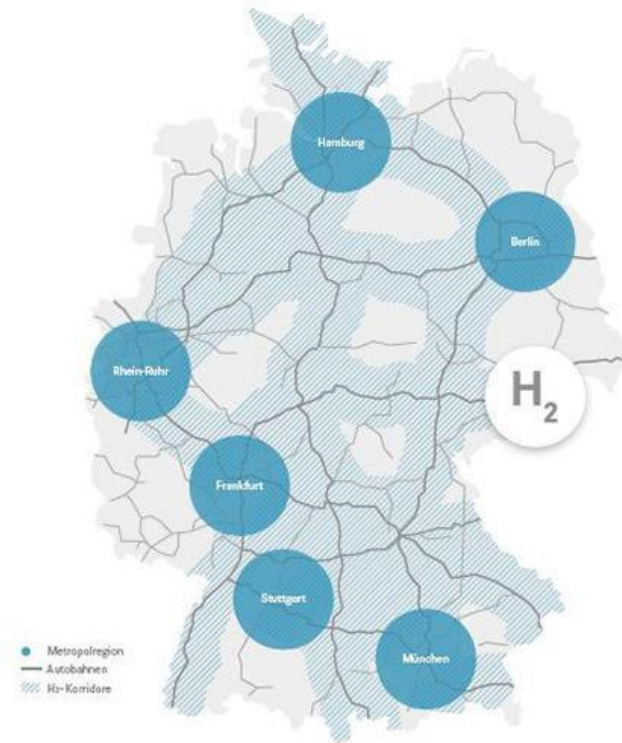 Hamburg
Berlin
Rhein-Ruhr
H₂
Frankfurt
Stuttgart
München
Metropolregion
Autobahnen
H₂-Korridore